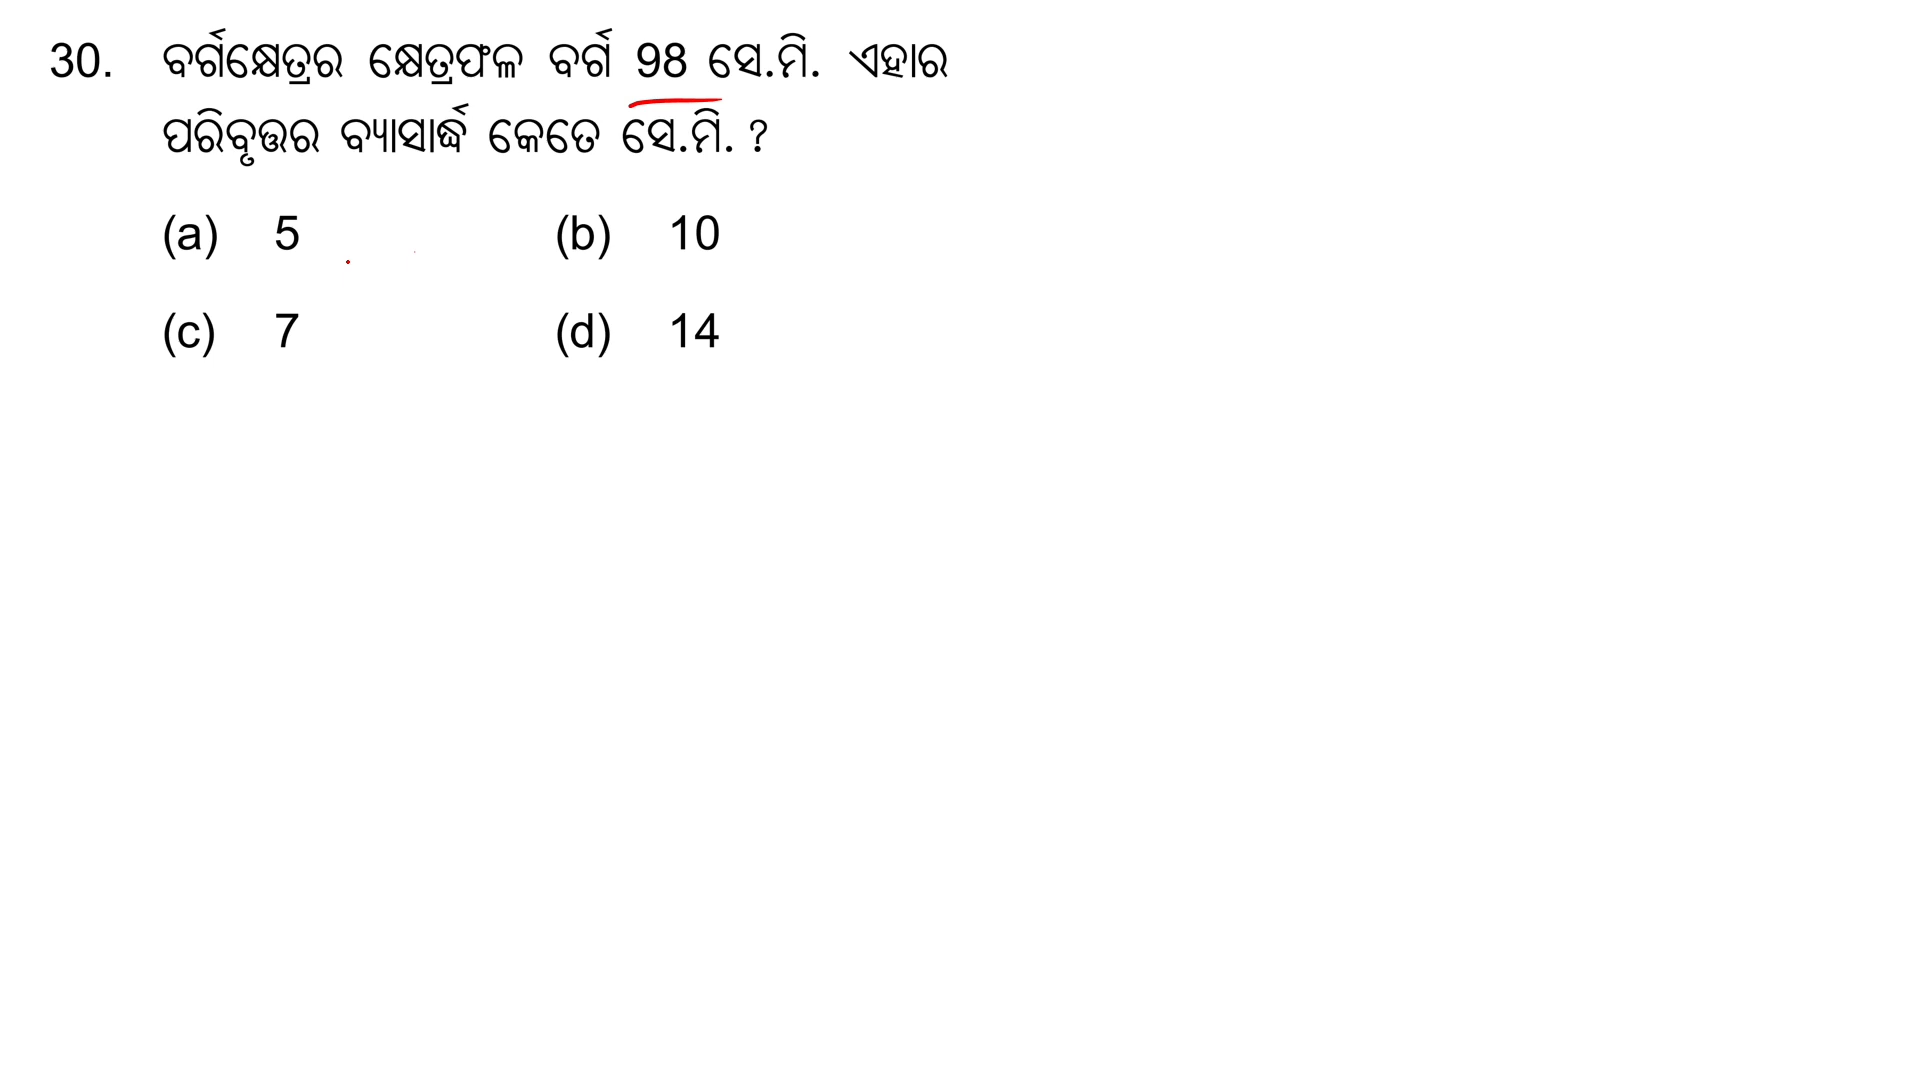 30. ବର୍ଗକ୍ଷେତ୍ରର କ୍ଷେତ୍ରଫଳ ବର୍ଗ 98 ସେ.ମି. ଏହାର
ପରିବୃତ୍ତର ବ୍ୟାସାର୍ଦ୍ଧ କେତେ ସେ.ମି. ?
(a) 5 (b) 10
(c) 7 (d) 14